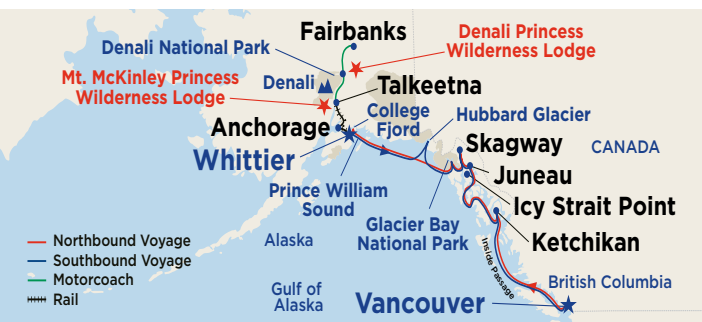 Fairbanks
Denali National Park
Denali Princess
Wilderness Lodge
Mt. McKinley Princess
Wilderness Lodge
Denali
Talkeetna
College
Fjord
Hubbard Glacier
Anchorage
Skagway
CANADA
Whittier
Juneau
Prince William
Sound
Icy Strait Point
Glacier Bay
National Park
Ketchikan
Alaska
Northbound Voyage
Southbound Voyage
Motorcoach
Rail
Inside Passage
British Columbia
Gulf of
Alaska
Vancouver